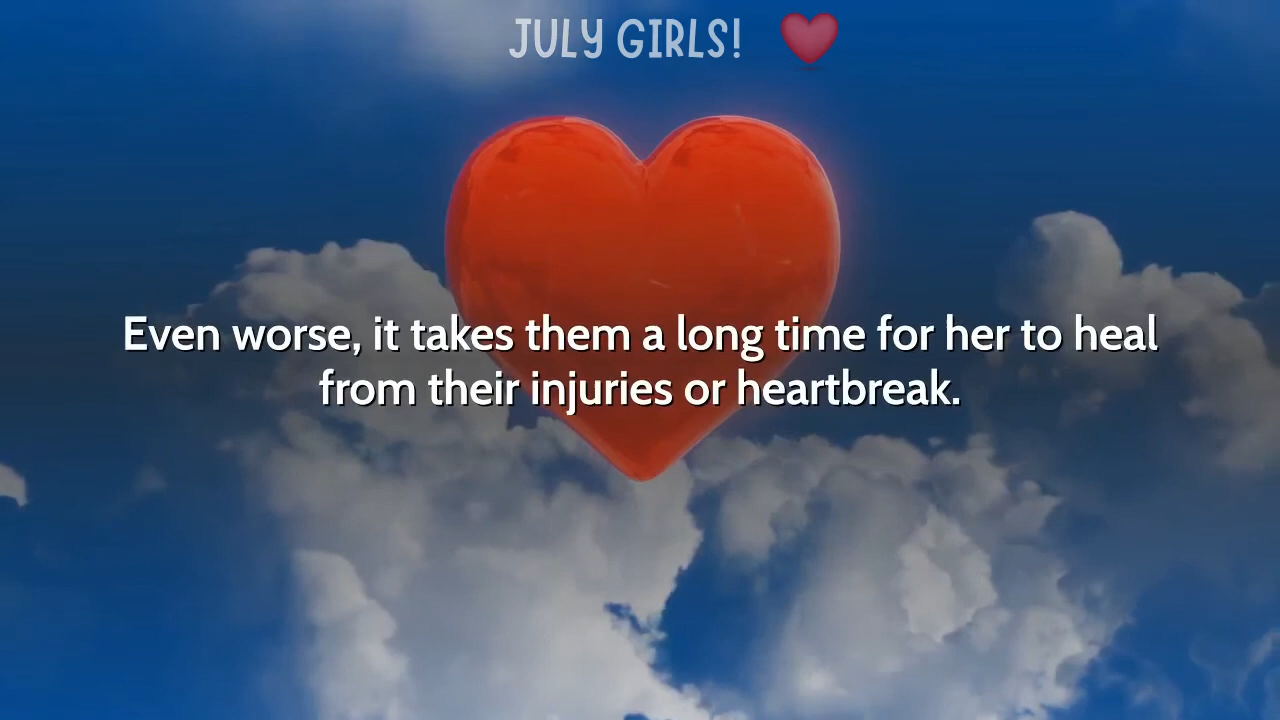 JULY GIRLS!
Even worse, it takes them a long time for her to heal
from their injuries or heartbreak.